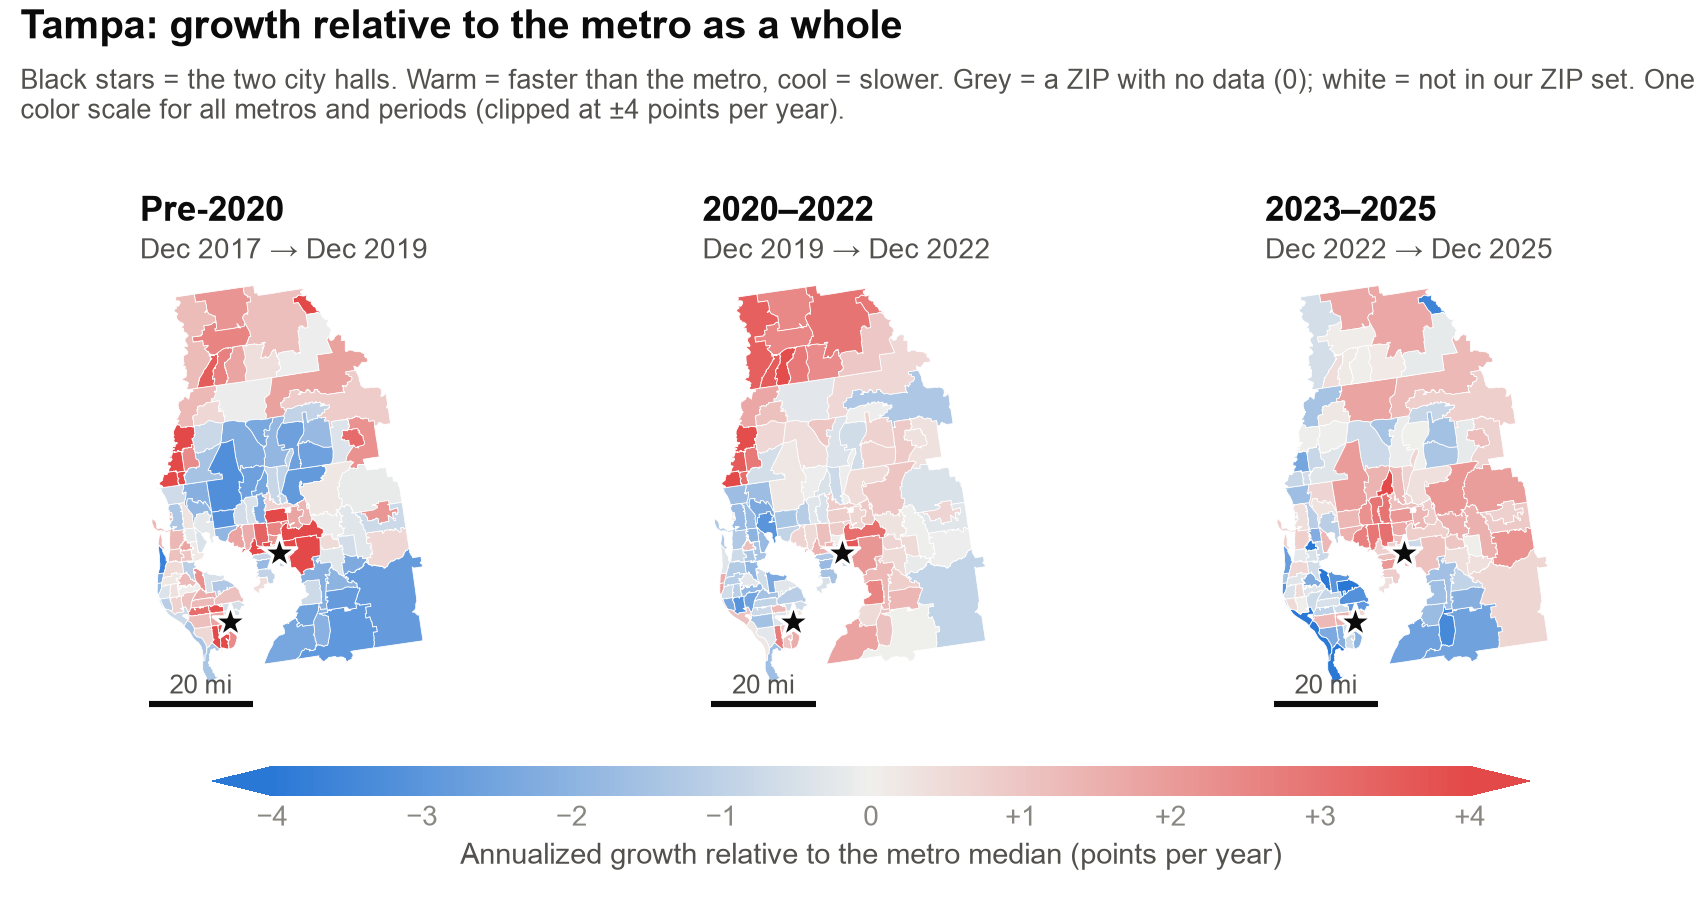 Tampa: growth relative to the metro as a whole
Black stars = the two city halls. Warm = faster than the metro, cool = slower. Grey = a ZIP with no data (0); white = not in our ZIP set. One
color scale for all metros and periods (clipped at ±4 points per year).
Pre-2020
Dec 2017 → Dec 2019
20 mi
2020–2022
Dec 2019 → Dec 2022
20 mi
2023–2025
Dec 2022 → Dec 2025
20 mi
−4 −3 −2 −1 0 +1 +2 +3 +4
Annualized growth relative to the metro median (points per year)